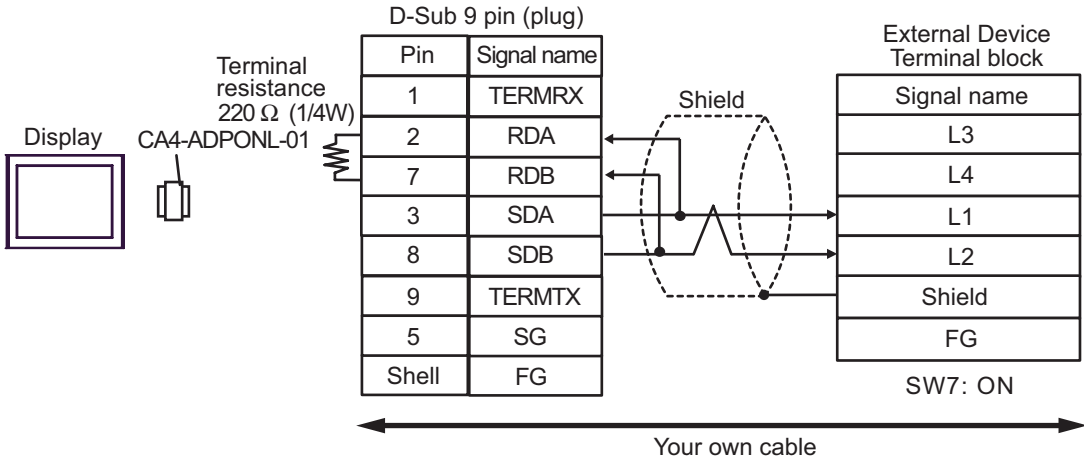 D-Sub 9 pin (plug)
External Device
Terminal block
Terminal
resistance
220 Ω (1/4W)
Display
CA4-ADPONL-01
Pin Signal name
1 TERMRX
2 RDA
7 RDB
3 SDA
8 SDB
9 TERMTX
5 SG
Shell FG
Shield
Signal name
L3
L4
L1
L2
Shield
FG
SW7: ON
Your own cable